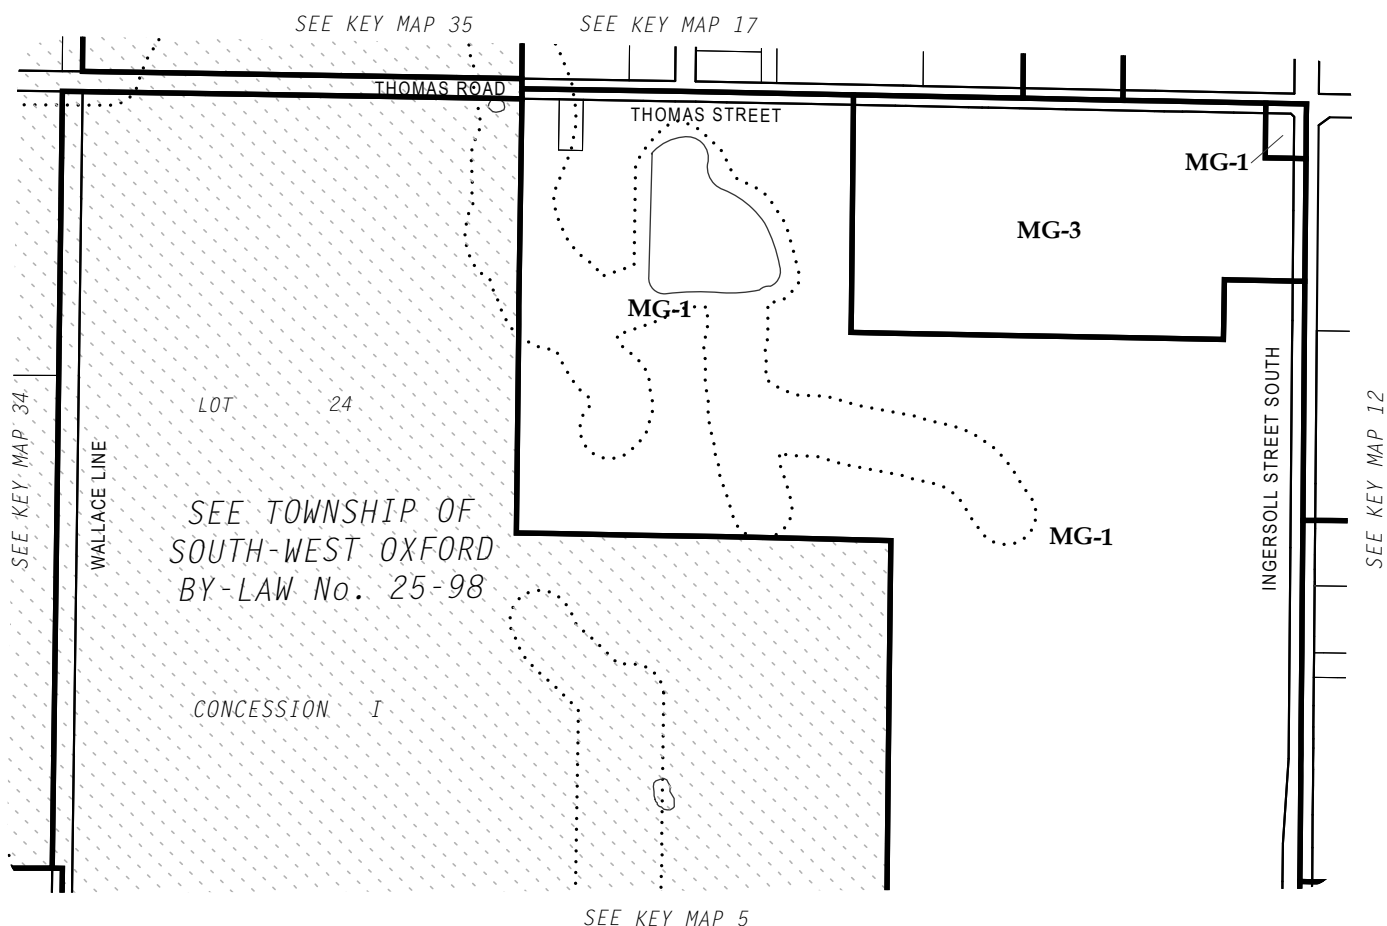 SEE KEY MAP 35
SEE KEY MAP 17
THOMAS ROAD
THOMAS STREET
MG-1
MG-3
MG-1
SEE KEY MAP 34
WALLACE LINE
LOT 24
SEE TOWNSHIP OF
SOUTH-WEST OXFORD
BY-LAW No. 25-98
CONCESSION I
MG-1
INGERSOLL STREET SOUTH
SEE KEY MAP 12
SEE KEY MAP 5